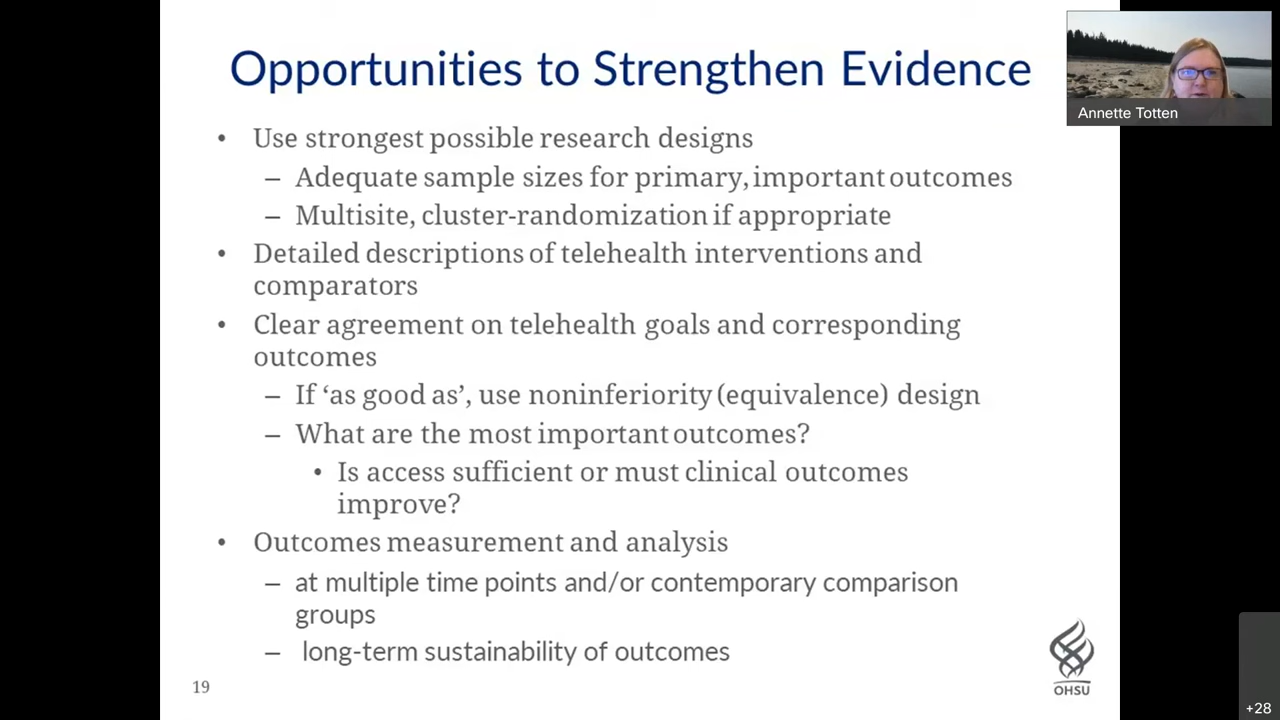 Opportunities to Strengthen Evidence
Annette Totten
• Use strongest possible research designs
– Adequate sample sizes for primary, important outcomes
– Multisite, cluster-randomization if appropriate
• Detailed descriptions of telehealth interventions and
comparators
• Clear agreement on telehealth goals and corresponding
outcomes
– If ‘as good as’, use noninferiority (equivalence) design
– What are the most important outcomes?
• Is access sufficient or must clinical outcomes
improve?
• Outcomes measurement and analysis
– at multiple time points and/or contemporary comparison
groups
– long-term sustainability of outcomes
19
OHSU
+28